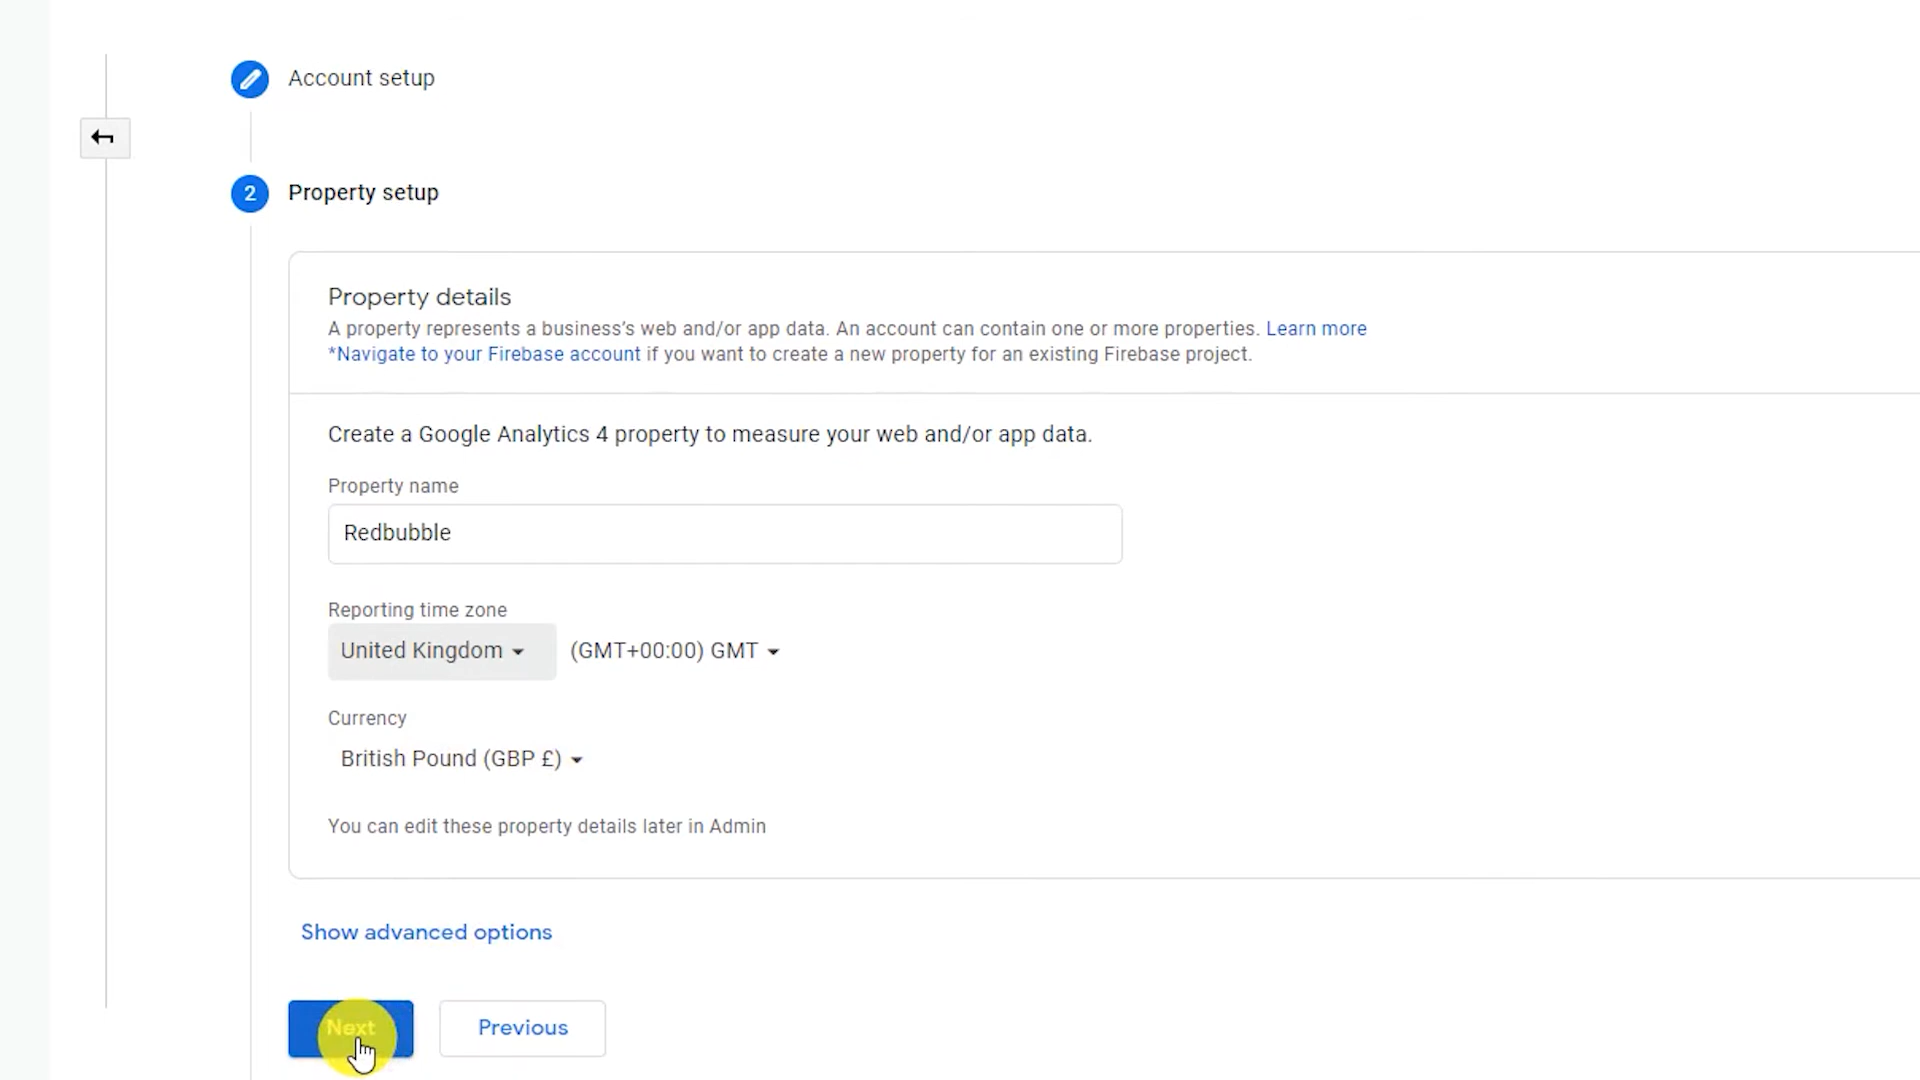 Account setup
2
Property setup
Property details
A property represents a business's web and/or app data. An account can contain one or more properties. Learn more
*Navigate to your Firebase account if you want to create a new property for an existing Firebase project.
Create a Google Analytics 4 property to measure your web and/or app data.
Property name
Redbubble
Reporting time zone
United Kingdom (GMT+00:00) GMT
Currency
British Pound (GBP £)
You can edit these property details later in Admin
Show advanced options
Next Previous